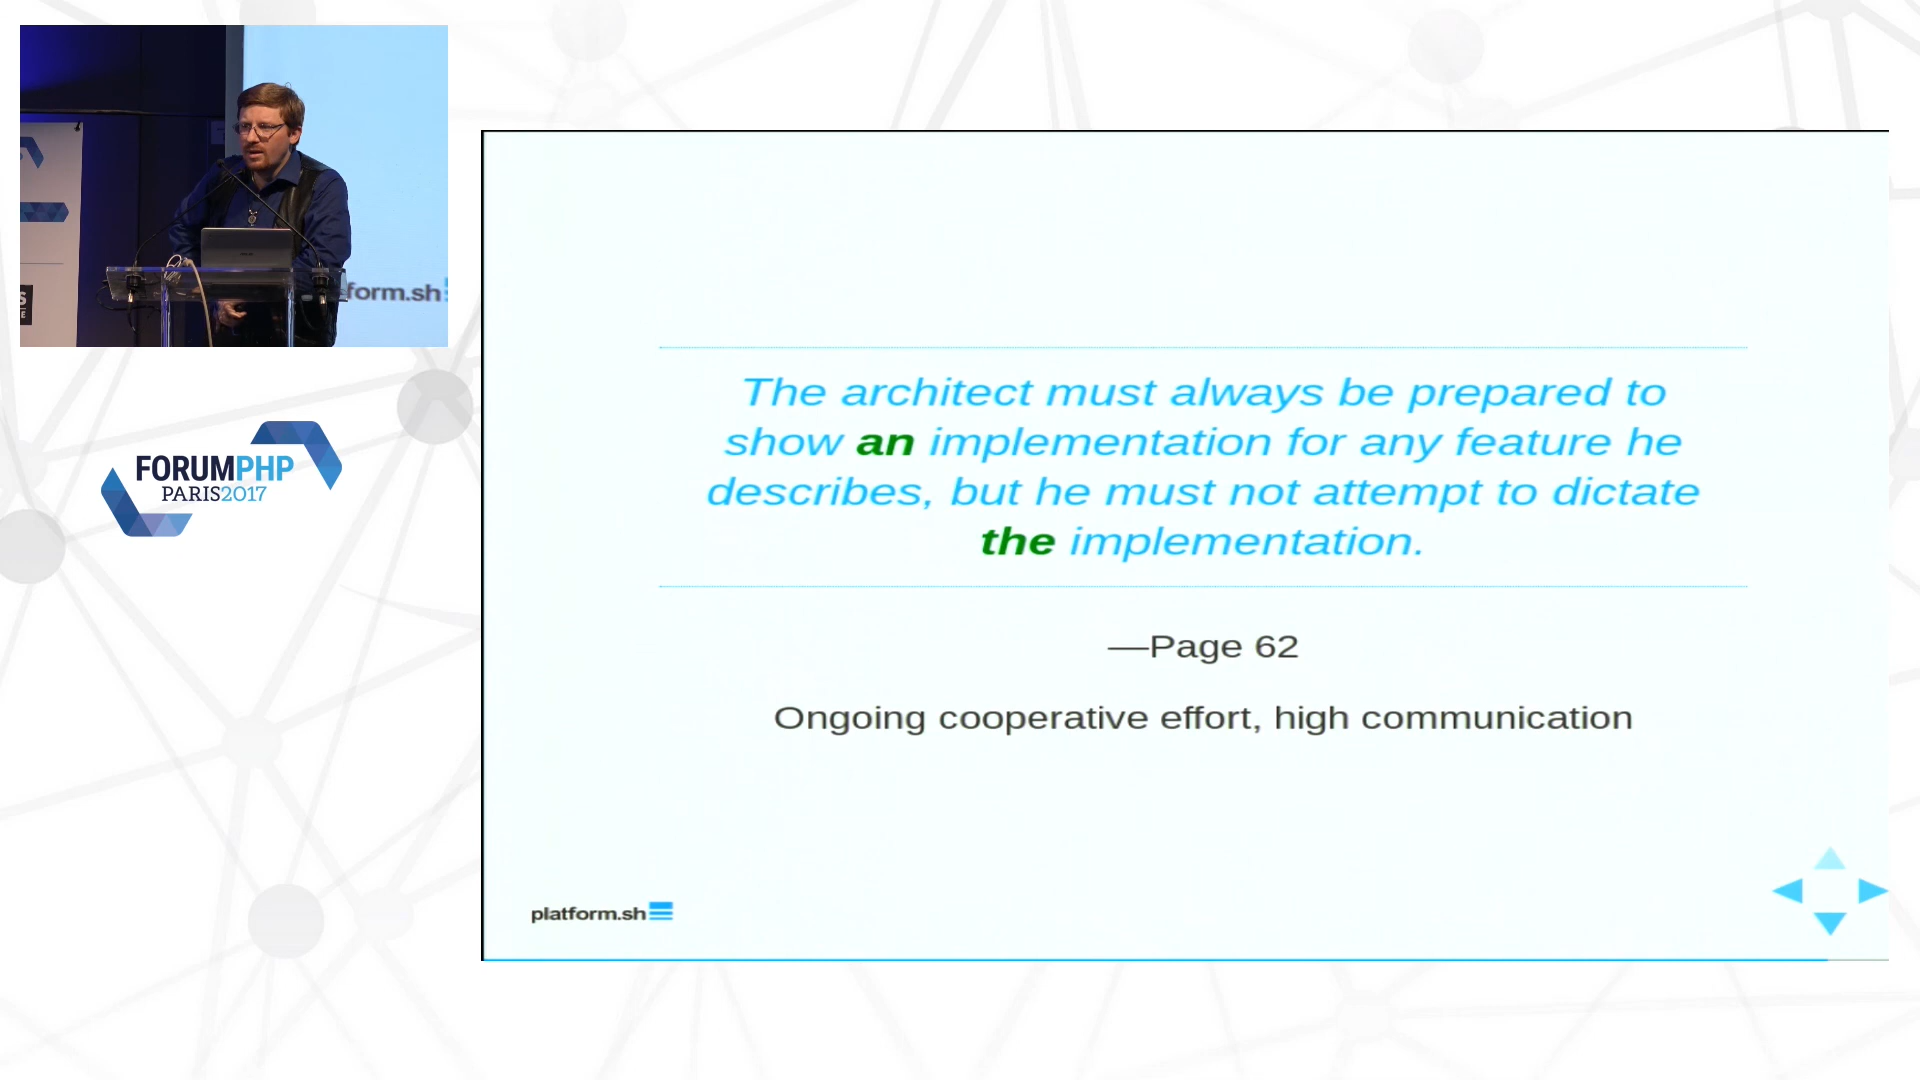 form.sh
FORUMPHP
PARIS2017
The architect must always be prepared to
show an implementation for any feature he
describes, but he must not attempt to dictate
the implementation.
—Page 62
Ongoing cooperative effort, high communication
platform.sh